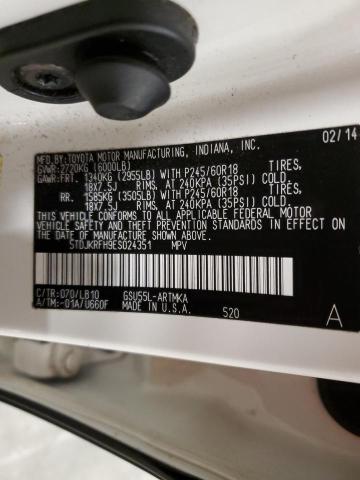 02/14
MFD.BY:TOYOTA MOTOR MANUFACTURING, INDIANA, INC.
GVWR:2720KG (6000LB)
GAWR:FRT. 1340KG (2955LB) WITH P245/60R18 TIRES,
18X7.5J RIMS, AT 240KPA (35PSI) COLD.
RR. 1585KG (3505LB) WITH P245/60R18 TIRES,
18X7.5J RIMS, AT 240KPA (35PSI) COLD.
THIS VEHICLE CONFORMS TO ALL APPLICABLE FEDERAL MOTOR
VEHICLE SAFETY STANDARDS IN EFFECT ON THE DATE OF
MANUFACTURE SHOWN ABOVE.
5TDJKRFH9ES024351 MPV
C/TR:070/LB10 GSU55L-ARTMKA
A/TM:-01A/U660F MADE IN U.S.A. 520 A